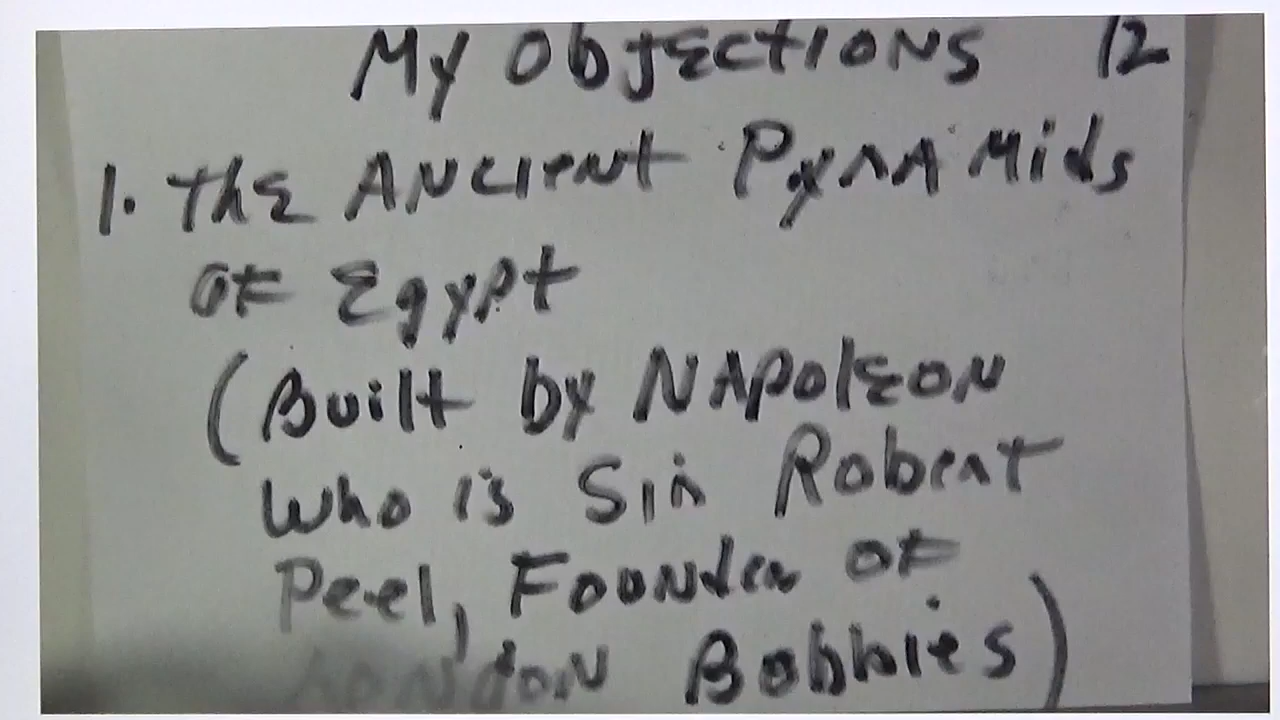 My Objections 12
1. The Ancient Pyramids
of Egypt
(Built by Napoleon
who is Sir Robert
Peel, Founder of
London Bobbies)